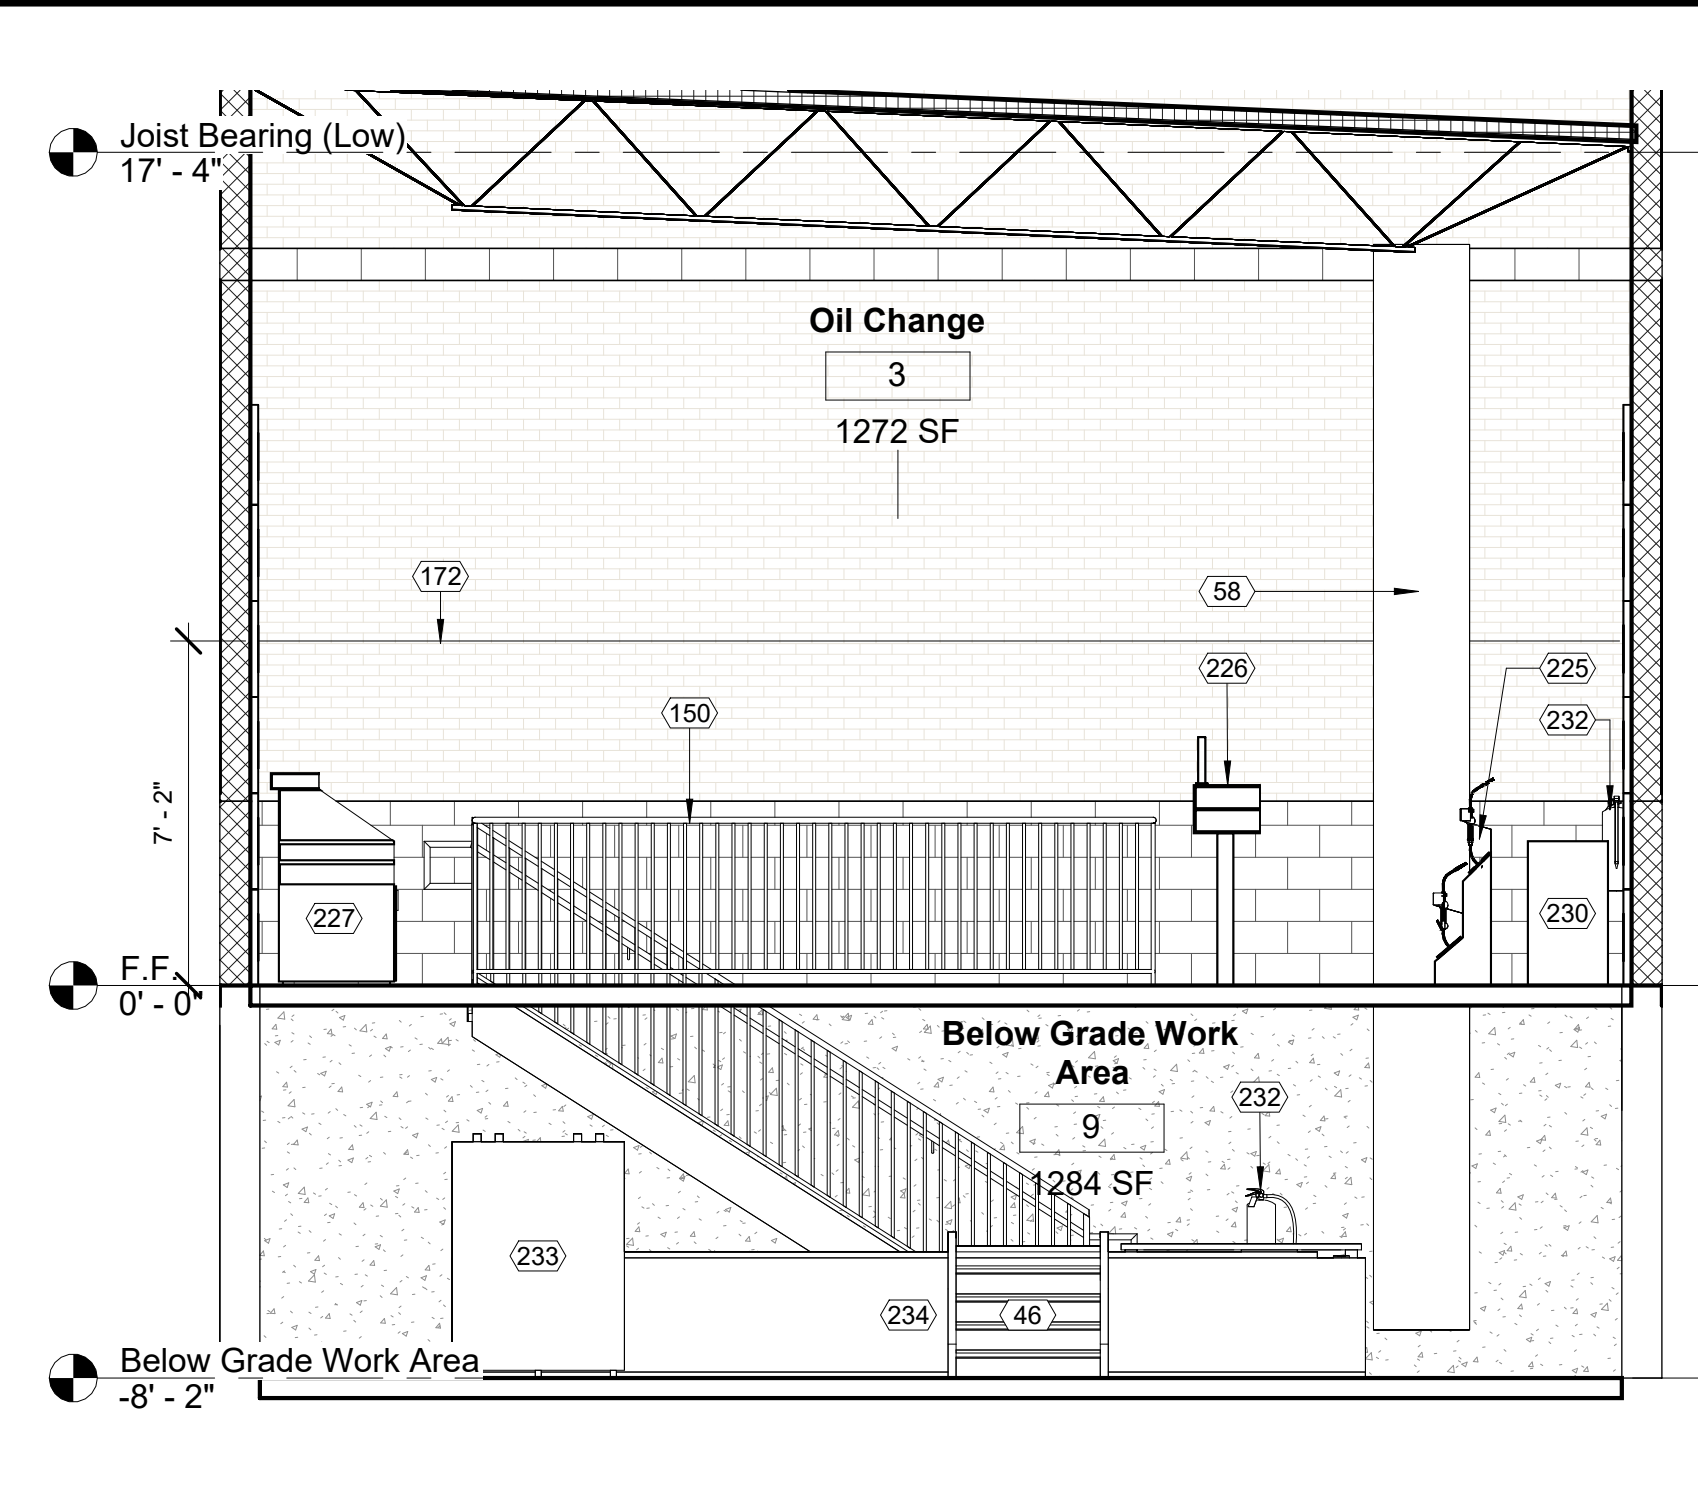 Joist Bearing (Low)
17' - 4"
Oil Change
3
1272 SF
172
58
226
225
150
232
7' - 2"
227
230
F.F.
0' - 0"
Below Grade Work
Area
232
9
1284 SF
233
234
46
Below Grade Work Area
-8' - 2"